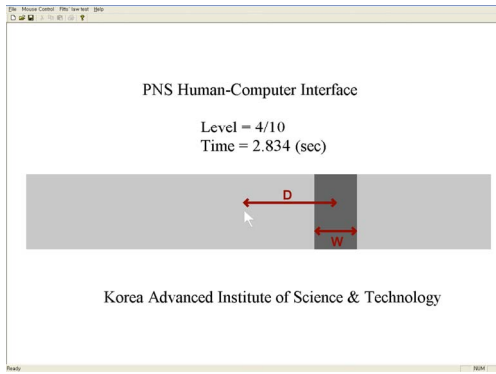 File Mouse Control Fitts' law test Help
PNS Human-Computer Interface
Level = 4/10
Time = 2.834 (sec)
D
W
Korea Advanced Institute of Science & Technology
Ready NUM